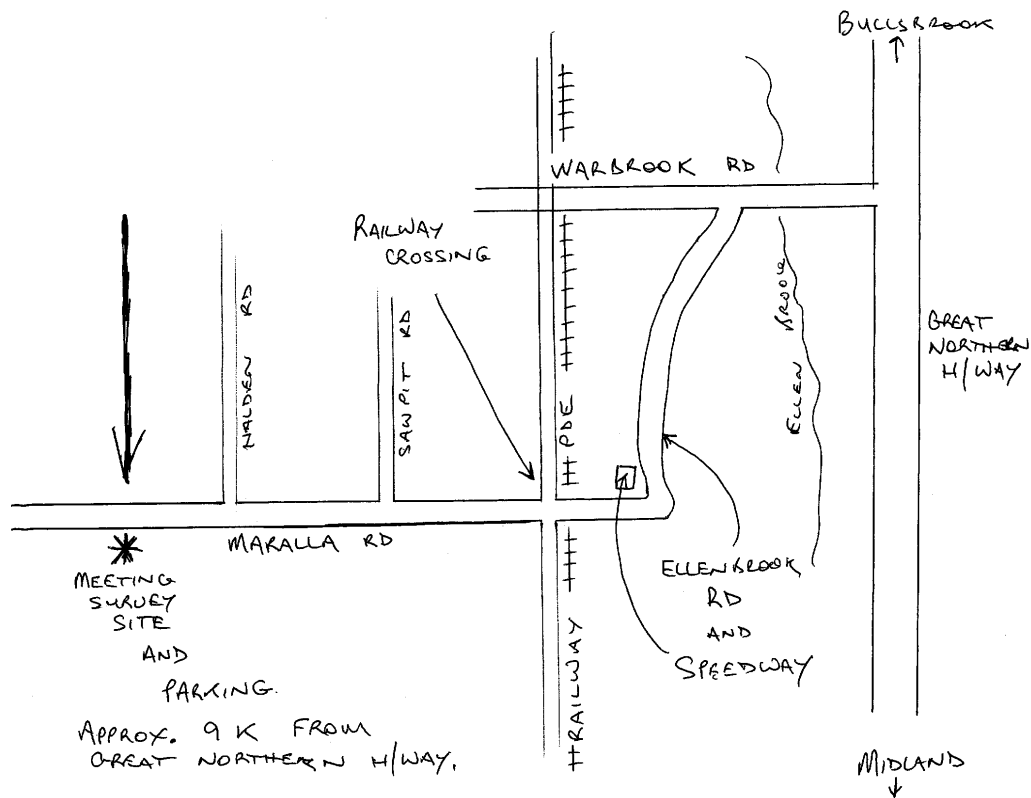 BULLSBROOK
WARBROOK RD
RAILWAY
CROSSING
HALDEN RD
SAWPIT RD
PDE
ELLEN BROOK
GREAT
NORTHERN
H/WAY
MARALLA RD
MEETING
SURVEY
SITE
AND
PARKING.
APPROX. 9 K FROM
GREAT NORTHERN H/WAY.
RAILWAY
ELLENBROOK
RD
AND
SPEEDWAY
MIDLAND